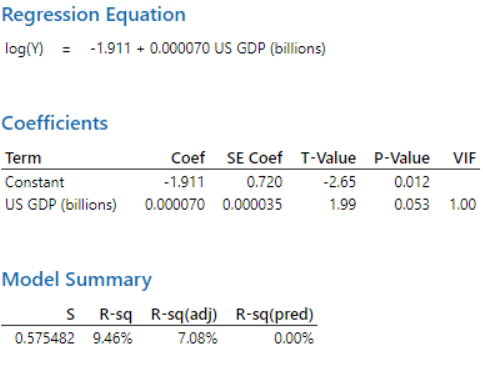 Regression Equation
log(Y) = -1.911 + 0.000070 US GDP (billions)
Coefficients
Term Coef SE Coef T-Value P-Value VIF
Constant -1.911 0.720 -2.65 0.012
US GDP (billions) 0.000070 0.000035 1.99 0.053 1.00
Model Summary
S R-sq R-sq(adj) R-sq(pred)
0.575482 9.46% 7.08% 0.00%